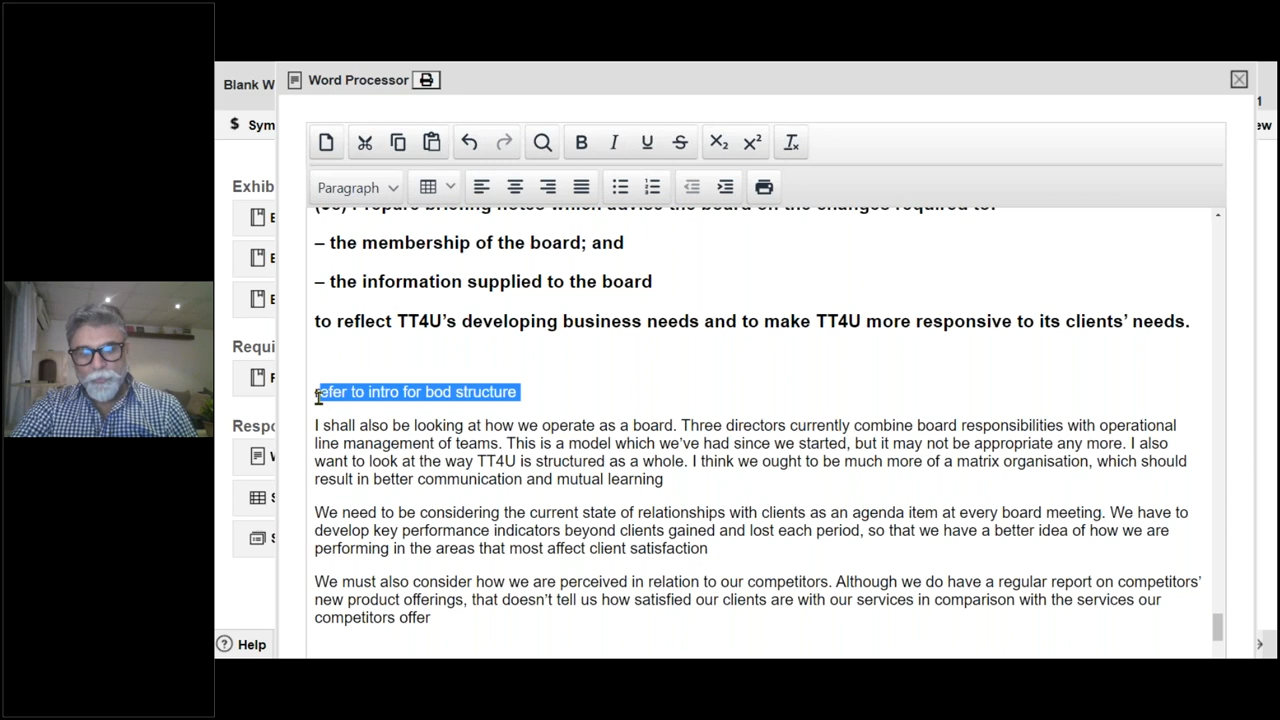 Blank W
Word Processor
1
$ Sym
ew
Paragraph
Exhib
E
E
E
Requi
Respo
Help
– the membership of the board; and
– the information supplied to the board
to reflect TT4U’s developing business needs and to make TT4U more responsive to its clients’ needs.
refer to intro for bod structure
I shall also be looking at how we operate as a board. Three directors currently combine board responsibilities with operational
line management of teams. This is a model which we’ve had since we started, but it may not be appropriate any more. I also
want to look at the way TT4U is structured as a whole. I think we ought to be much more of a matrix organisation, which should
result in better communication and mutual learning
We need to be considering the current state of relationships with clients as an agenda item at every board meeting. We have to
develop key performance indicators beyond clients gained and lost each period, so that we have a better idea of how we are
performing in the areas that most affect client satisfaction
We must also consider how we are perceived in relation to our competitors. Although we do have a regular report on competitors’
new product offerings, that doesn’t tell us how satisfied our clients are with our services in comparison with the services our
competitors offer